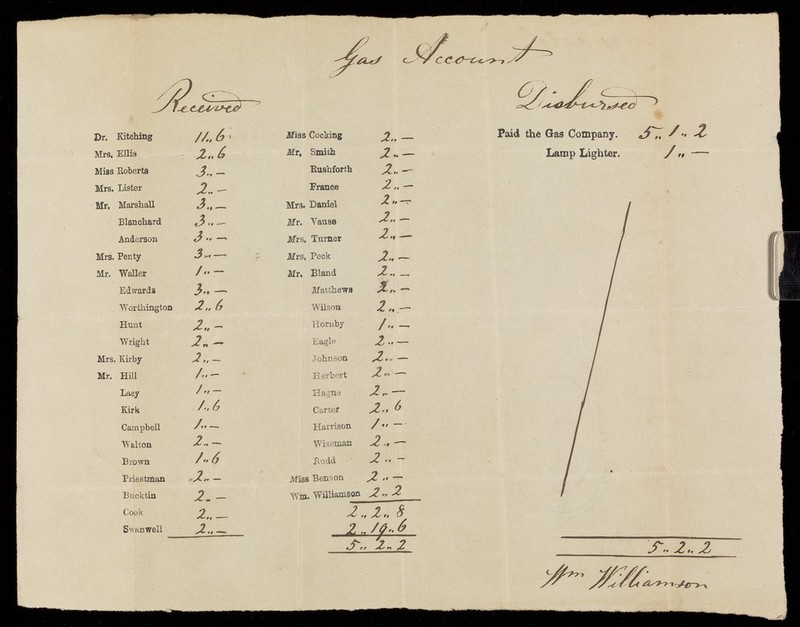 Gas Account
Received
Dr. Kitching 11,,6
Mrs. Ellis 2,,6
Miss Roberts 3,,—
Mrs. Lister 2,,—
Mr. Marshall 3,,—
Blanchard 3,,—
Anderson 3,,—
Mrs. Penty 3,,—
Mr. Waller 1,,—
Edwards 3,,—
Worthington 2,,6
Hunt 2,,—
Wright 2,,—
Mrs. Kirby 2,,—
Mr. Hill 1,,—
Lacy 1,,—
Kirk 1,,6
Campbell 1,,—
Walton 2,,—
Brown 1,,6
Priestman 2,,—
Bucktin 2,,—
Cook 2,,—
Swanwell 2,,—
Miss Cocking 2,,—
Mr. Smith 2,,—
Rushforth 2,,—
France 2,,—
Mrs. Daniel 2,,—
Mr. Vause 2,,—
Mrs. Turner 2,,—
Mrs. Peck 2,,—
Mr. Bland 2,,—
Matthews 2,,—
Wilson 2,,—
Hornby 1,,—
Eagle 2,,—
Johnson 2,,—
Herbert 2,,—
Hague 2,,—
Carter 2,,6
Harrison 1,,—
Wiseman 2,,—
Rudd 2,,—
Miss Benson 2,,—
Wm. Williamson 2,,2
2,,2,,8
2,,19,,6
5,,2,,2
Disbursed
Paid the Gas Company. 5,,1,,2
Lamp Lighter. 1,,—
5,,2,,2
Wm Williamson